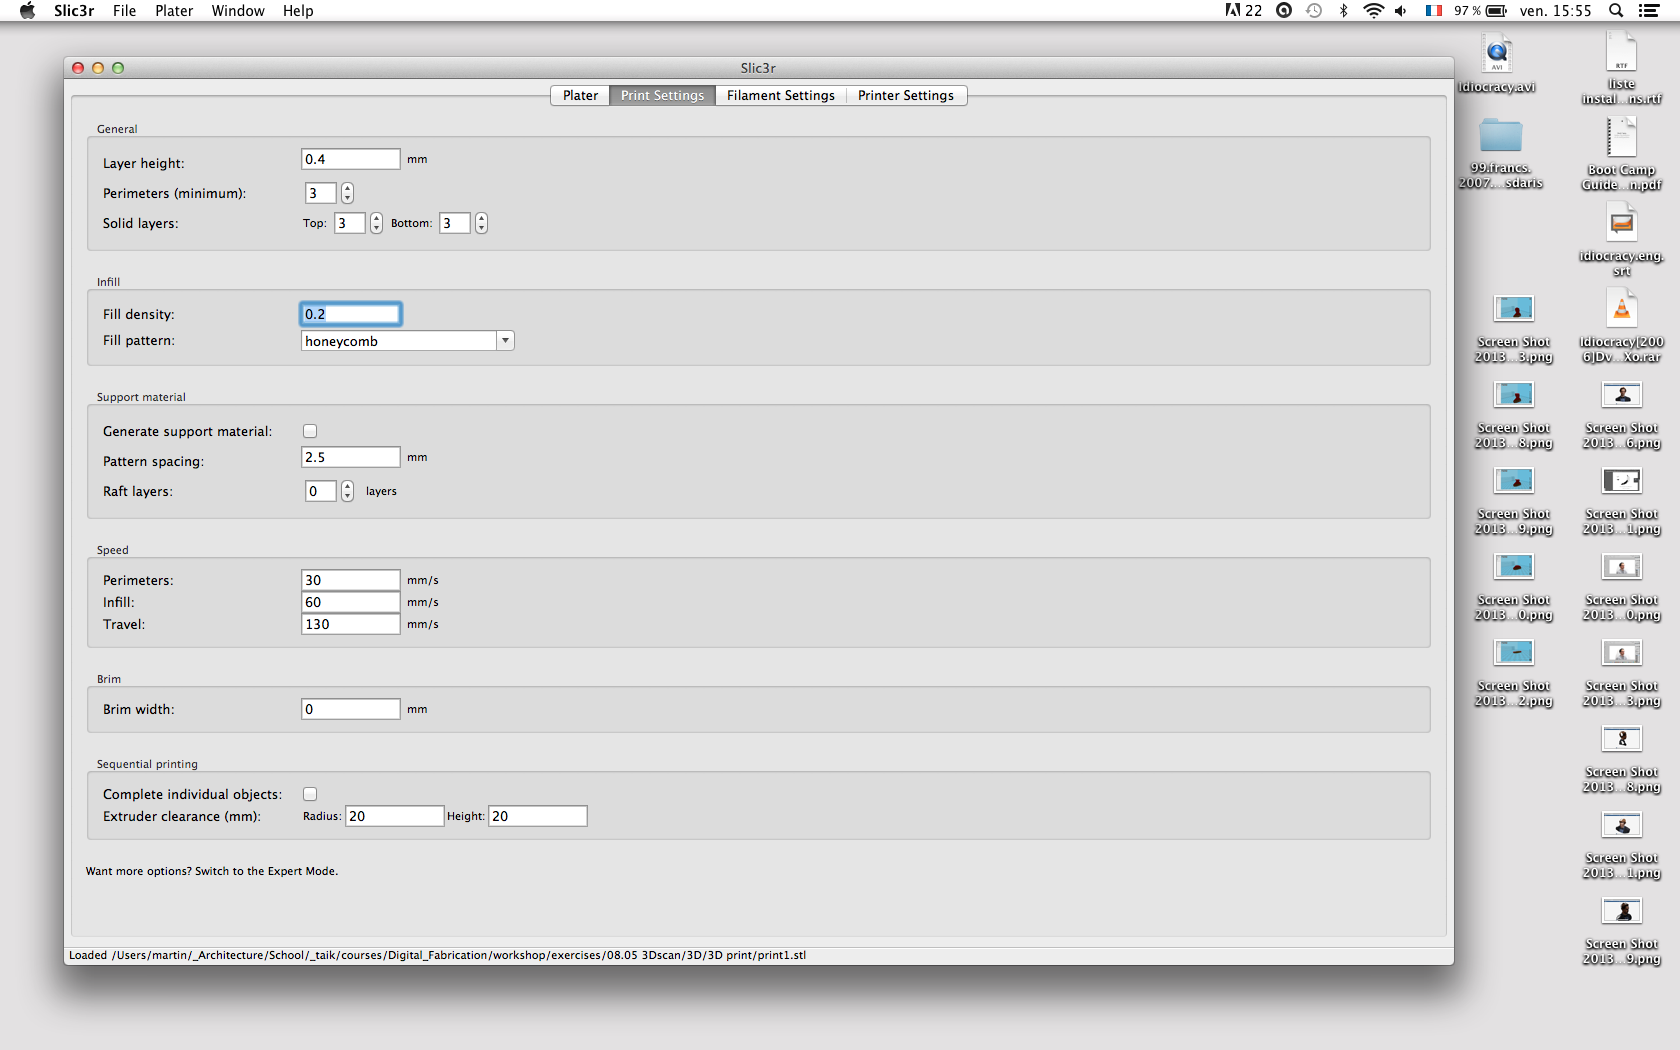 Slic3r File Plater Window Help
22 97 % ven. 15:55
Slic3r
Plater Print Settings Filament Settings Printer Settings
General
Layer height: 0.4 mm
Perimeters (minimum): 3
Solid layers: Top: 3 Bottom: 3
Infill
Fill density: 0.2
Fill pattern: honeycomb
Support material
Generate support material:
Pattern spacing: 2.5 mm
Raft layers: 0 layers
Speed
Perimeters: 30 mm/s
Infill: 60 mm/s
Travel: 130 mm/s
Brim
Brim width: 0 mm
Sequential printing
Complete individual objects:
Extruder clearance (mm): Radius: 20 Height: 20
Want more options? Switch to the Expert Mode.
Loaded /Users/martin/_Architecture/School/_taik/courses/Digital_Fabrication/workshop/exercises/08.05 3Dscan/3D/3D print/print1.stl
AVI
Idiocracy.avi
RTF
liste
instal...ns.rtf
99.francs.
2007....sdaris
Boot Camp
Guide...n.pdf
idiocracy.eng.
srt
Screen Shot
2013...3.png
Idiocracy[200
6]Dv...Xo.rar
Screen Shot
2013...8.png
Screen Shot
2013...6.png
Screen Shot
2013...9.png
Screen Shot
2013...1.png
Screen Shot
2013...0.png
Screen Shot
2013...0.png
Screen Shot
2013...2.png
Screen Shot
2013...3.png
Screen Shot
2013...8.png
Screen Shot
2013...1.png
Screen Shot
2013...9.png